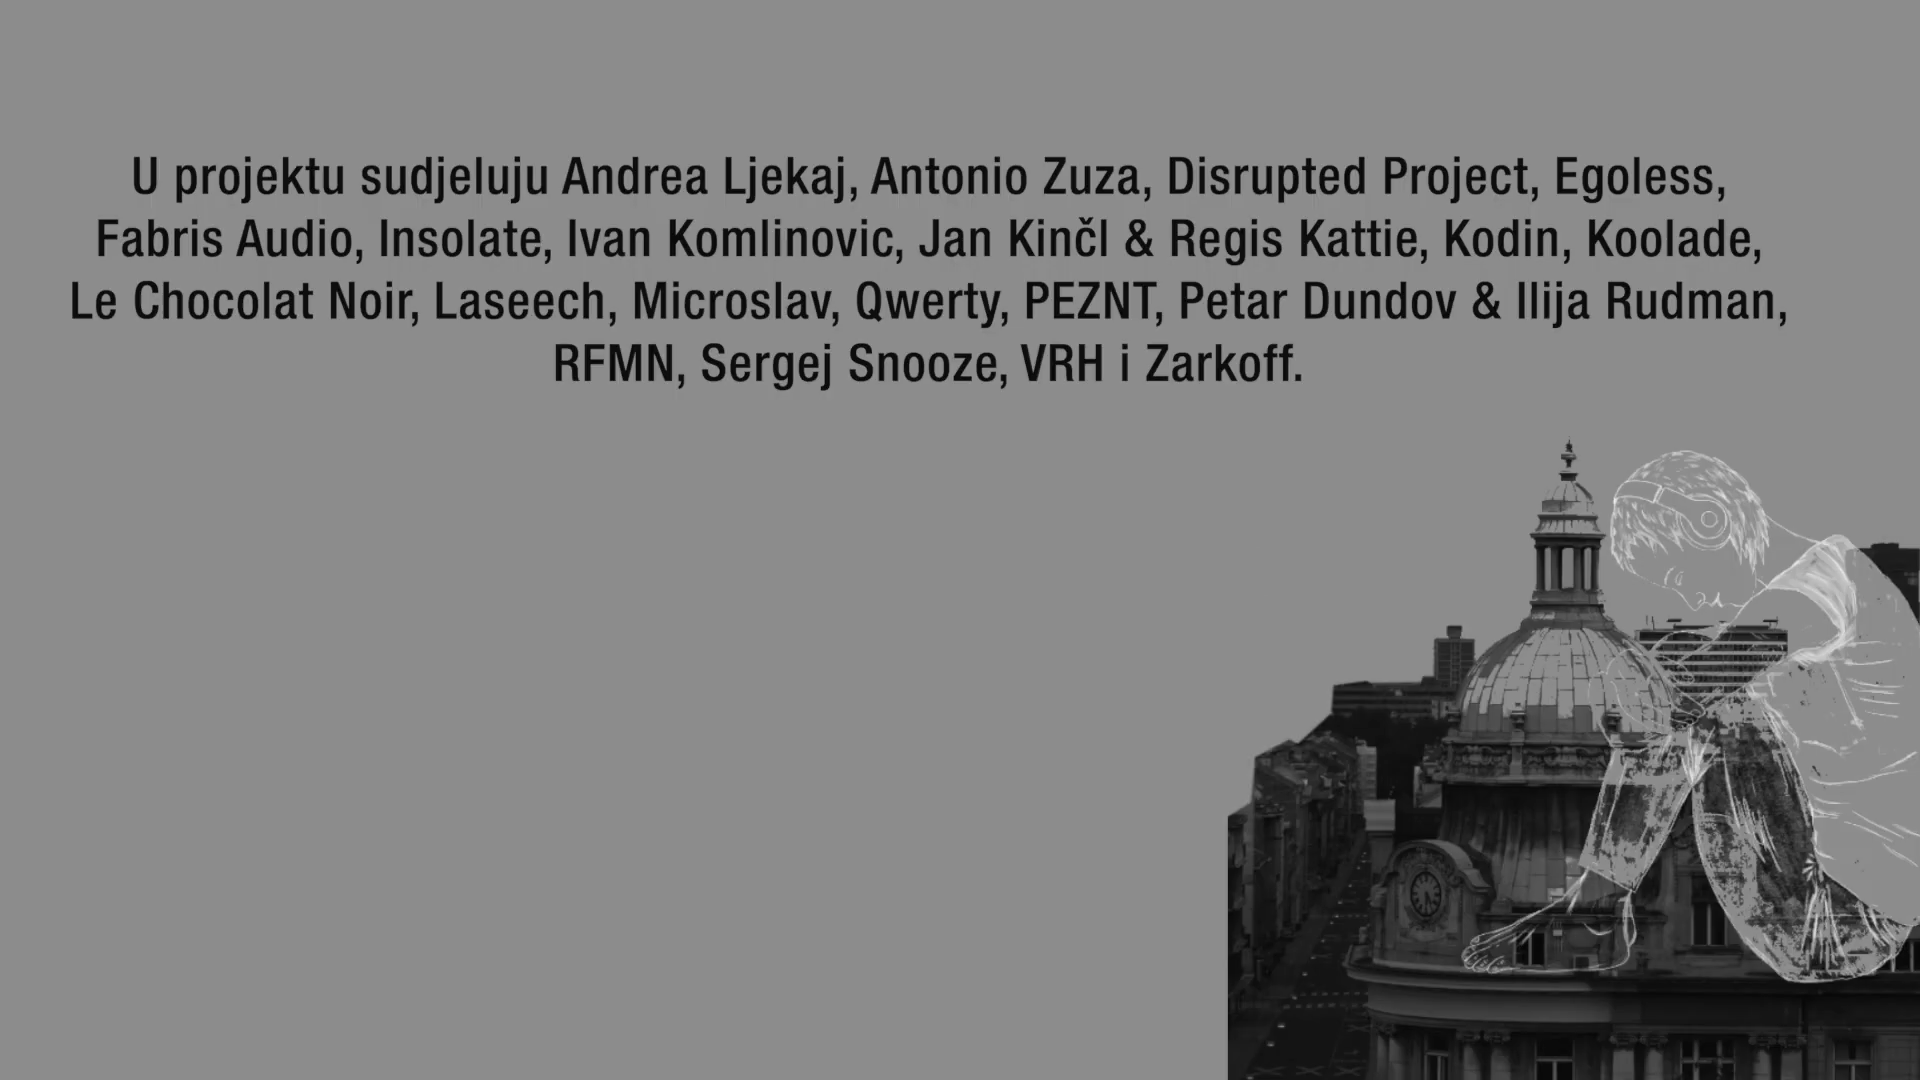 U projektu sudjeluju Andrea Ljekaj, Antonio Zuza, Disrupted Project, Egoless,
Fabris Audio, Insolate, Ivan Komlinovic, Jan Kinčl & Regis Kattie, Kodin, Koolade,
Le Chocolat Noir, Laseech, Microslav, Qwerty, PEZNT, Petar Dundov & Ilija Rudman,
RFMN, Sergej Snooze, VRH i Zarkoff.